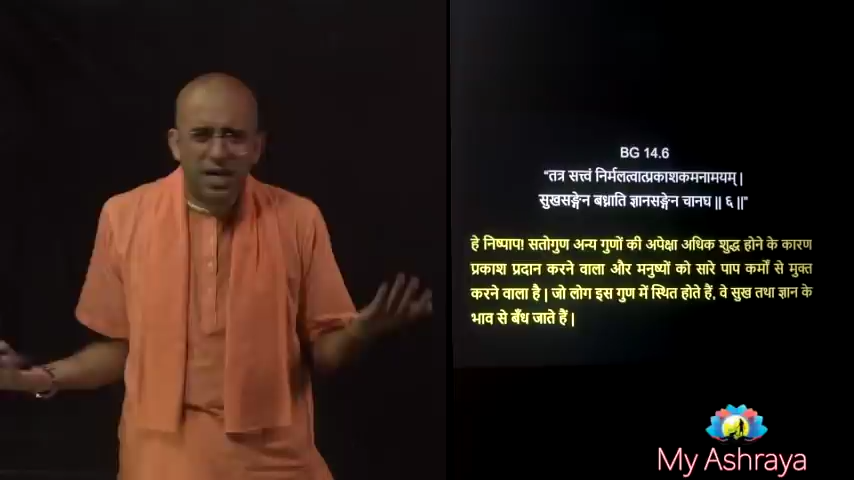 BG 14.6
"तत्र सत्त्वं निर्मलत्वात्प्रकाशकमनामयम् |
सुखसङ्गेन बध्नाति ज्ञानसङ्गेन चानघ || ६ ||"
हे निष्पाप! सतोगुण अन्य गुणों की अपेक्षा अधिक शुद्ध होने के कारण
प्रकाश प्रदान करने वाला और मनुष्यों को सारे पाप कर्मों से मुक्त
करने वाला है | जो लोग इस गुण में स्थित होते हैं, वे सुख तथा ज्ञान के
भाव से बँध जाते हैं |
My Ashraya